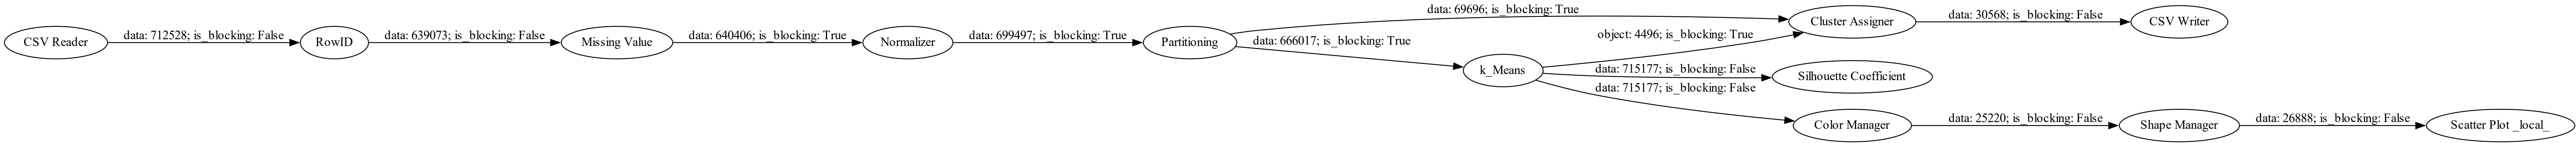 CSV Reader
data: 712528; is_blocking: False
RowID
data: 639073; is_blocking: False
Missing Value
data: 640406; is_blocking: True
Normalizer
data: 699497; is_blocking: True
Partitioning
data: 69696; is_blocking: True
data: 666017; is_blocking: True
k_Means
object: 4496; is_blocking: True
data: 715177; is_blocking: False
data: 715177; is_blocking: False
Cluster Assigner
data: 30568; is_blocking: False
CSV Writer
Silhouette Coefficient
Color Manager
data: 25220; is_blocking: False
Shape Manager
data: 26888; is_blocking: False
Scatter Plot _local_